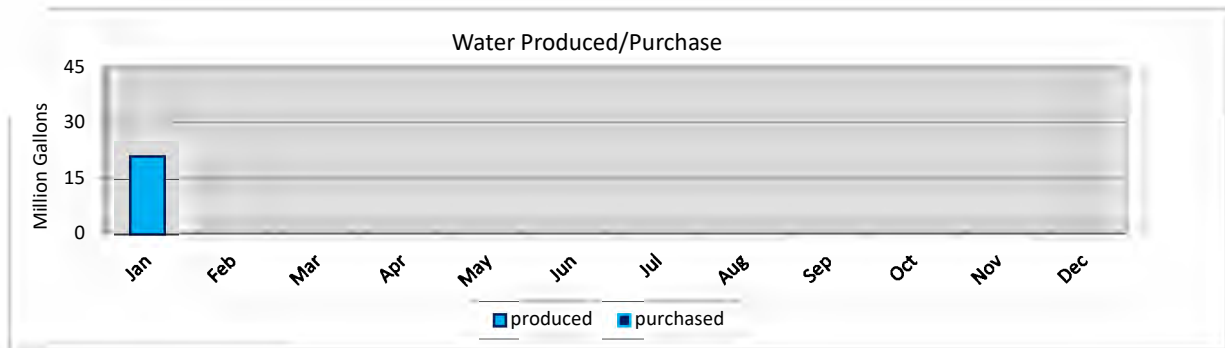 Water Produced/Purchase
Million Gallons
45
30
15
0
Jan Feb Mar Apr May Jun Jul Aug Sep Oct Nov Dec
produced purchased